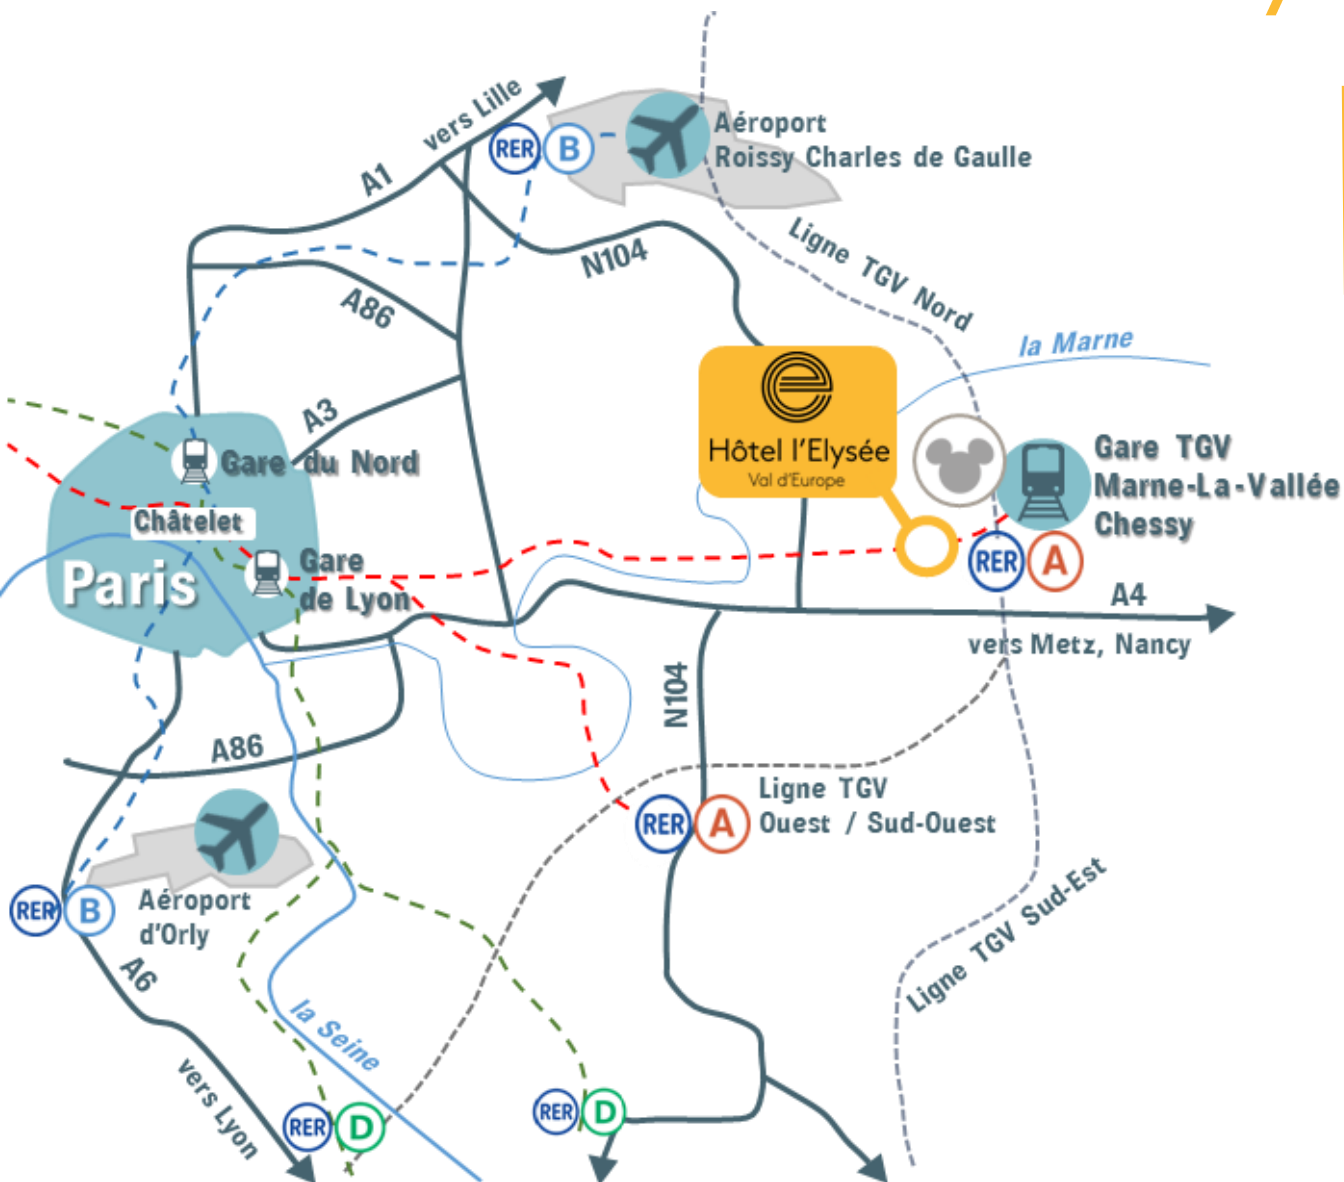 vers Lille
RER B
Aéroport
Roissy Charles de Gaulle
A1
N104
Ligne TGV Nord
A86
la Marne
A3
e
Hôtel l'Elysée
Val d'Europe
Gare du Nord
Gare TGV
Marne-La-Vallée
Chessy
Châtelet
Paris
Gare
de Lyon
RER A
A4
vers Metz, Nancy
N104
A86
Ligne TGV
Ouest / Sud-Ouest
RER A
Aéroport
d'Orly
RER B
Ligne TGV Sud-Est
A6
la Seine
vers Lyon
RER D
RER D